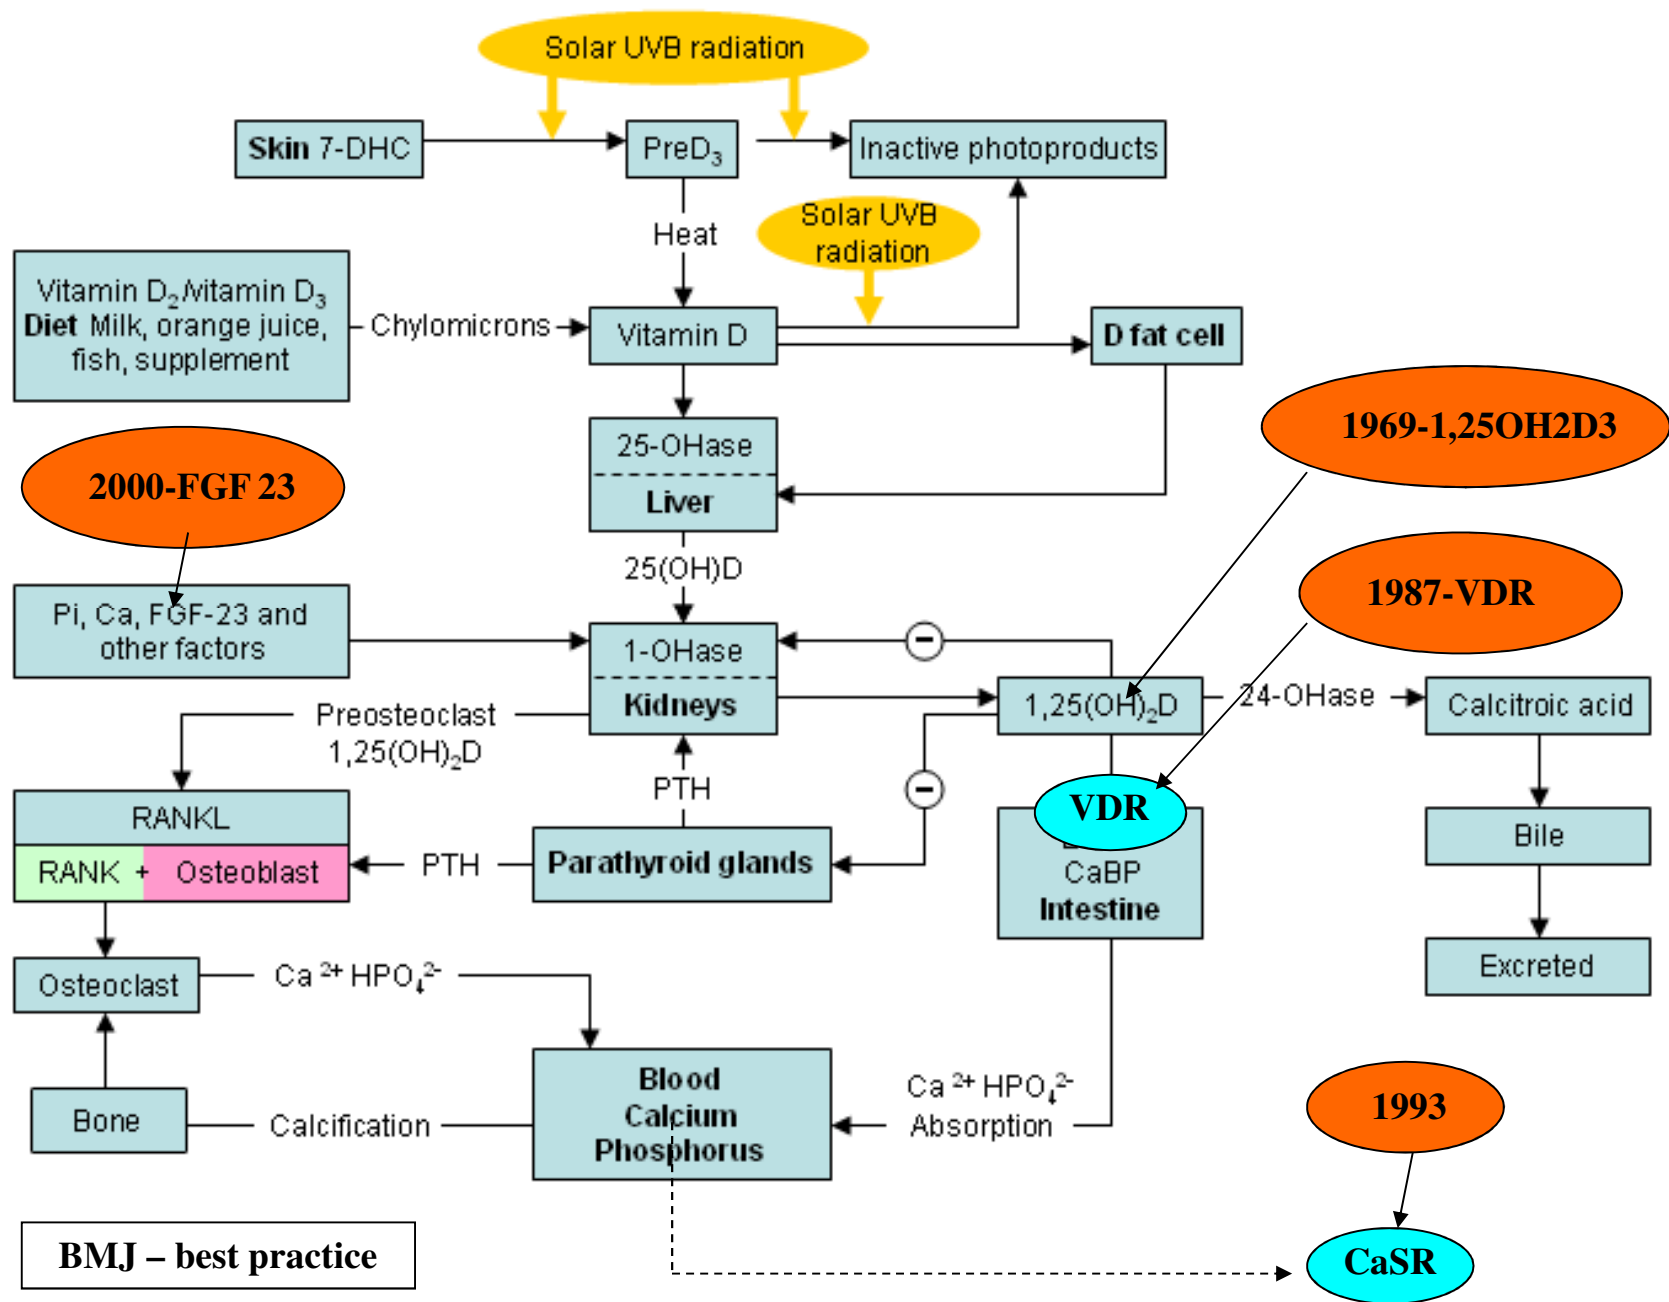 Solar UVB radiation
Skin 7-DHC
PreD₃
Inactive photoproducts
Heat
Solar UVB
radiation
Vitamin D₂/vitamin D₃
Diet Milk, orange juice,
fish, supplement
Chylomicrons
Vitamin D
D fat cell
1969-1,25OH2D3
25-OHase
Liver
2000-FGF 23
25(OH)D
1987-VDR
Pi, Ca, FGF-23 and
other factors
1-OHase
Kidneys
−
1,25(OH)₂D
24-OHase
Calcitroic acid
Preosteoclast
1,25(OH)₂D
PTH
−
VDR
RANKL
RANK + Osteoblast
PTH
Parathyroid glands
CaBP
Intestine
Bile
Excreted
Osteoclast
Ca ²⁺ HPO₄²⁻
Blood
Calcium
Phosphorus
Ca ²⁺ HPO₄²⁻
Absorption
Bone
Calcification
1993
BMJ – best practice
CaSR